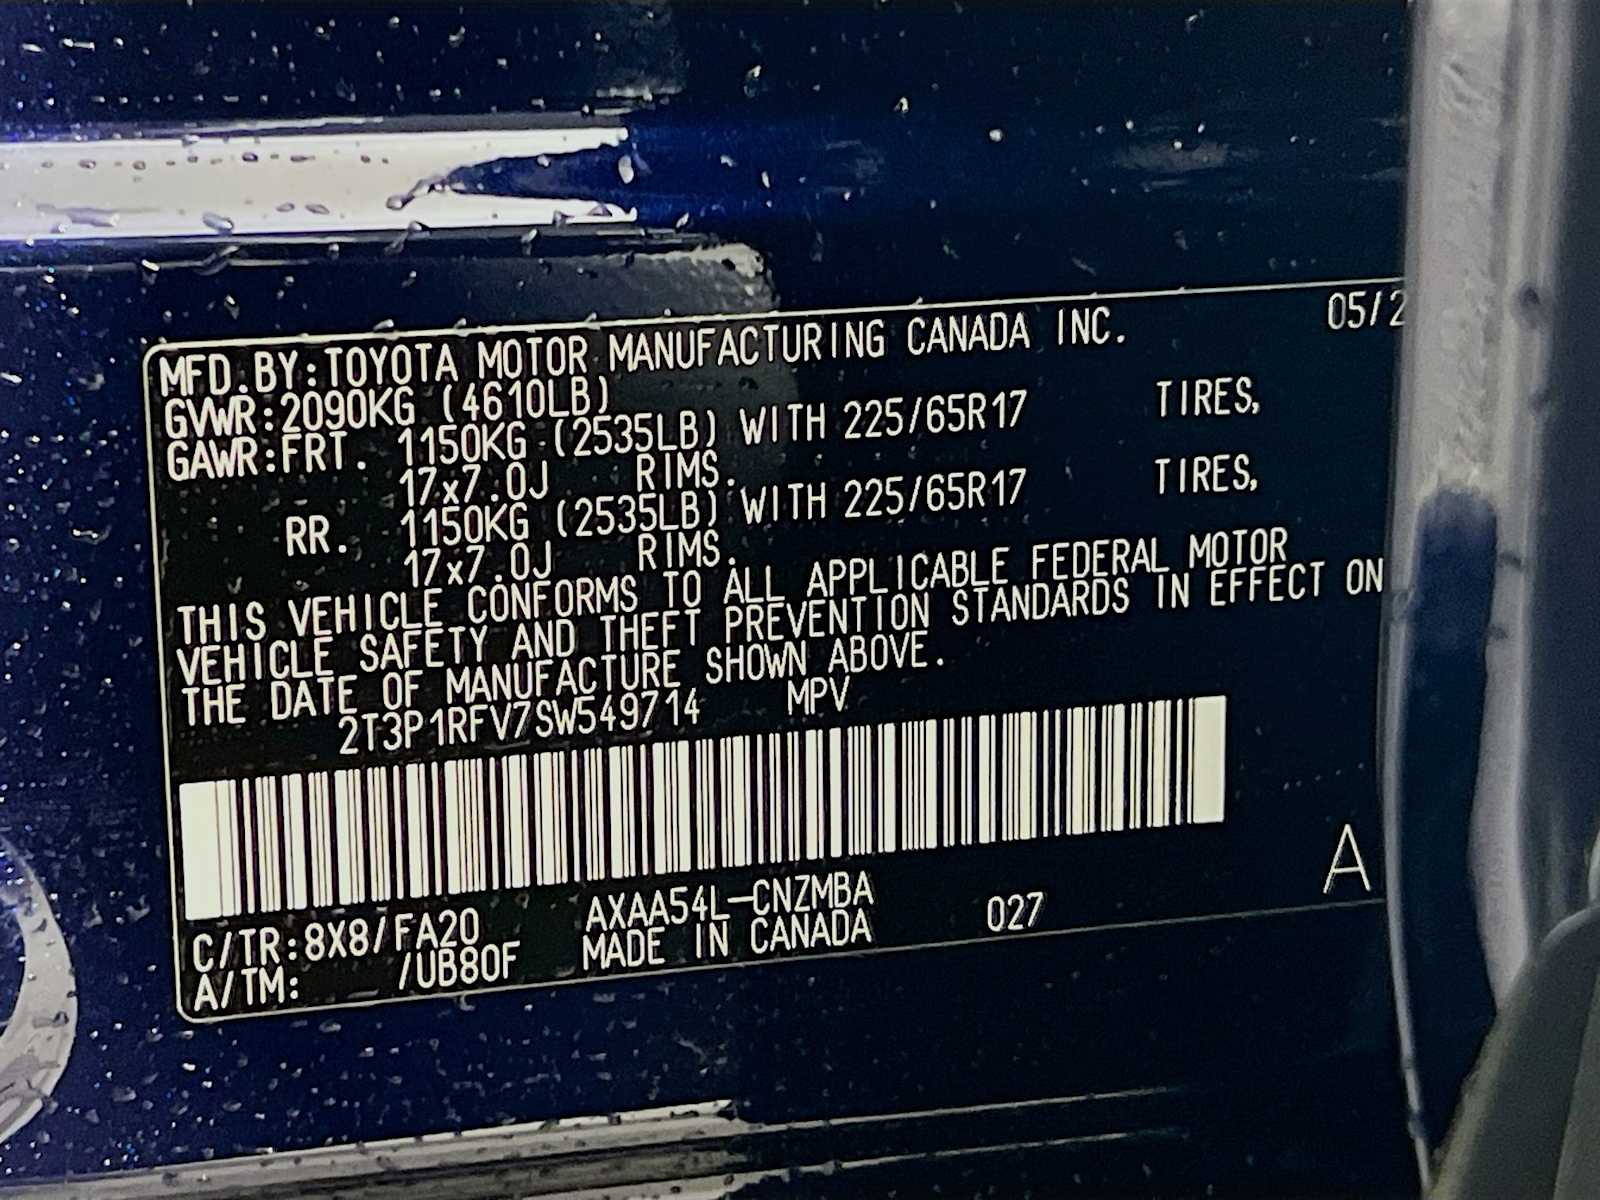 MFD.BY:TOYOTA MOTOR MANUFACTURING CANADA INC. 05/2
GVWR:2090KG (4610LB)
GAWR:FRT. 1150KG (2535LB) WITH 225/65R17 TIRES,
17x7.0J RIMS.
RR. 1150KG (2535LB) WITH 225/65R17 TIRES,
17x7.0J RIMS.
THIS VEHICLE CONFORMS TO ALL APPLICABLE FEDERAL MOTOR
VEHICLE SAFETY AND THEFT PREVENTION STANDARDS IN EFFECT ON
THE DATE OF MANUFACTURE SHOWN ABOVE.
2T3P1RFV7SW549714 MPV
A
C/TR:8X8/FA20 AXAA54L-CNZMBA 027
A/TM: /UB80F MADE IN CANADA